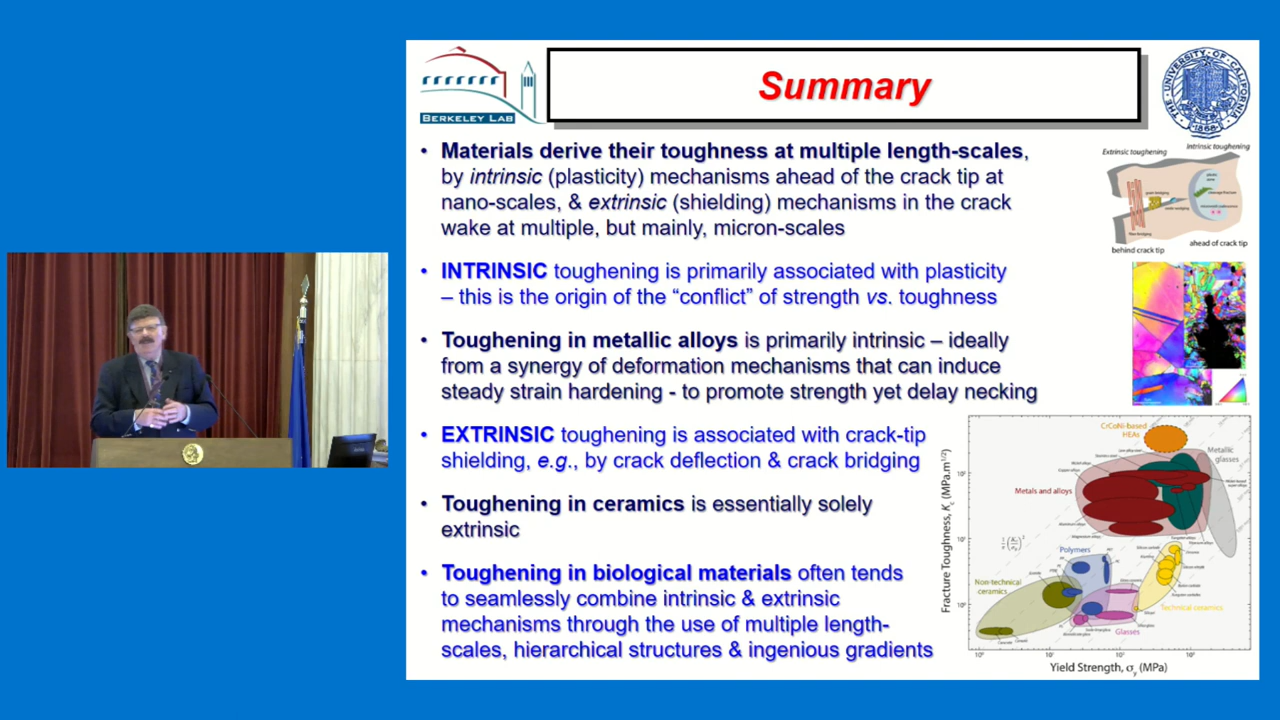 BERKELEY LAB
Summary
THE UNIVERSITY OF CALIFORNIA
1868
• Materials derive their toughness at multiple length-scales,
by intrinsic (plasticity) mechanisms ahead of the crack tip at
nano-scales, & extrinsic (shielding) mechanisms in the crack
wake at multiple, but mainly, micron-scales
• INTRINSIC toughening is primarily associated with plasticity
– this is the origin of the “conflict” of strength vs. toughness
• Toughening in metallic alloys is primarily intrinsic – ideally
from a synergy of deformation mechanisms that can induce
steady strain hardening - to promote strength yet delay necking
• EXTRINSIC toughening is associated with crack-tip
shielding, e.g., by crack deflection & crack bridging
• Toughening in ceramics is essentially solely
extrinsic
• Toughening in biological materials often tends
to seamlessly combine intrinsic & extrinsic
mechanisms through the use of multiple length-
scales, hierarchical structures & ingenious gradients
Extrinsic toughening
Intrinsic toughening
behind crack tip
ahead of crack tip
CrCoNi-based
HEAs
Metallic
glasses
Metals and alloys
Polymers
Non-technical
ceramics
Technical ceramics
Glasses
Fracture Toughness, Kc (MPa.m1/2)
Yield Strength, σy (MPa)